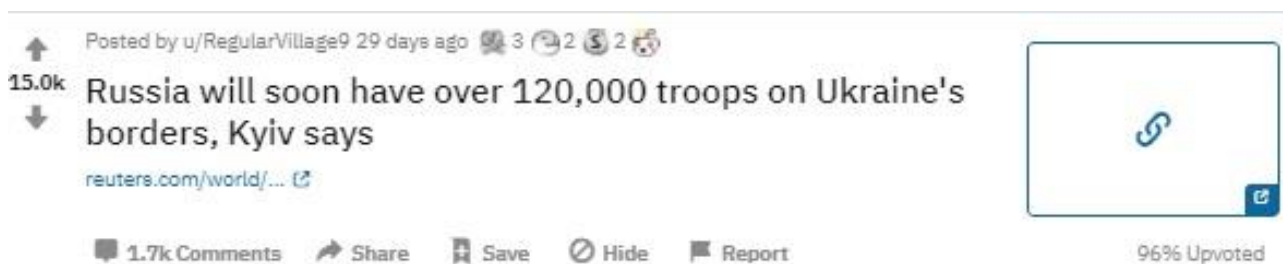 Posted by u/RegularVillage9 29 days ago 3 2 2
15.0k
Russia will soon have over 120,000 troops on Ukraine's
borders, Kyiv says
reuters.com/world/...
1.7k Comments Share Save Hide Report
96% Upvoted